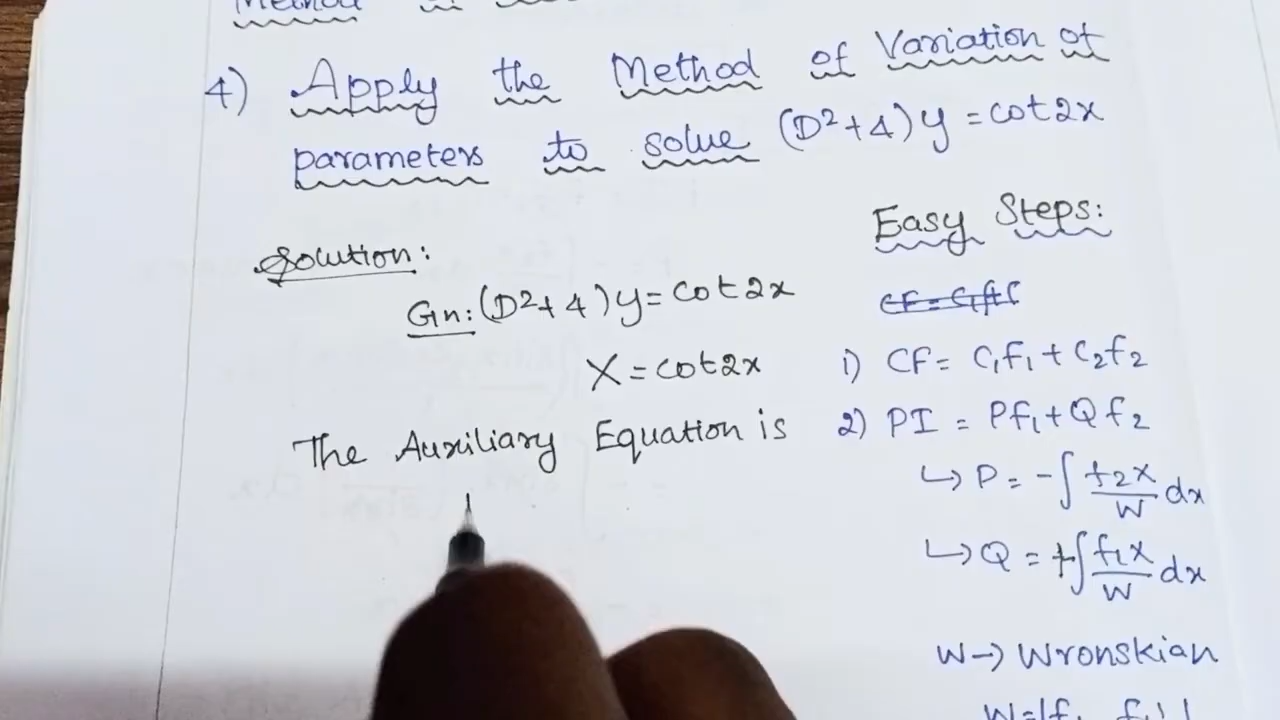 Method
4) Apply the Method of Variation of
parameters to solve (D²+4)y = cot2x
Solution:
Gn: (D²+4)y = cot2x
X = cot2x
The Auxiliary Equation is
Easy Steps:
1) CF = C₁f₁ + C₂f₂
2) PI = Pf₁ + Qf₂
↳ P = -∫ f₂X/W dx
↳ Q = +∫ f₁X/W dx
W → Wronskian